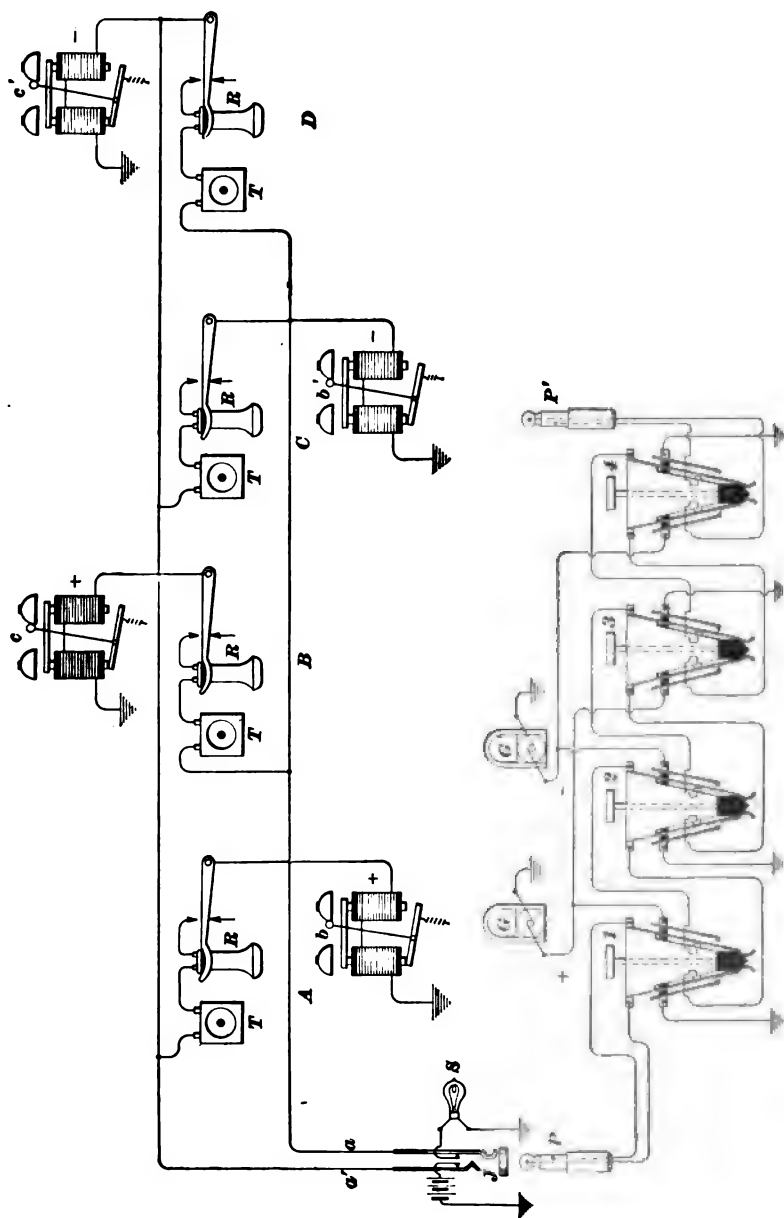 c' −
c +
R R R R
T T T T
D
C
B
A
b' −
b +
a' a
S
J
P P'
G G'
+ −
1 2 3 4